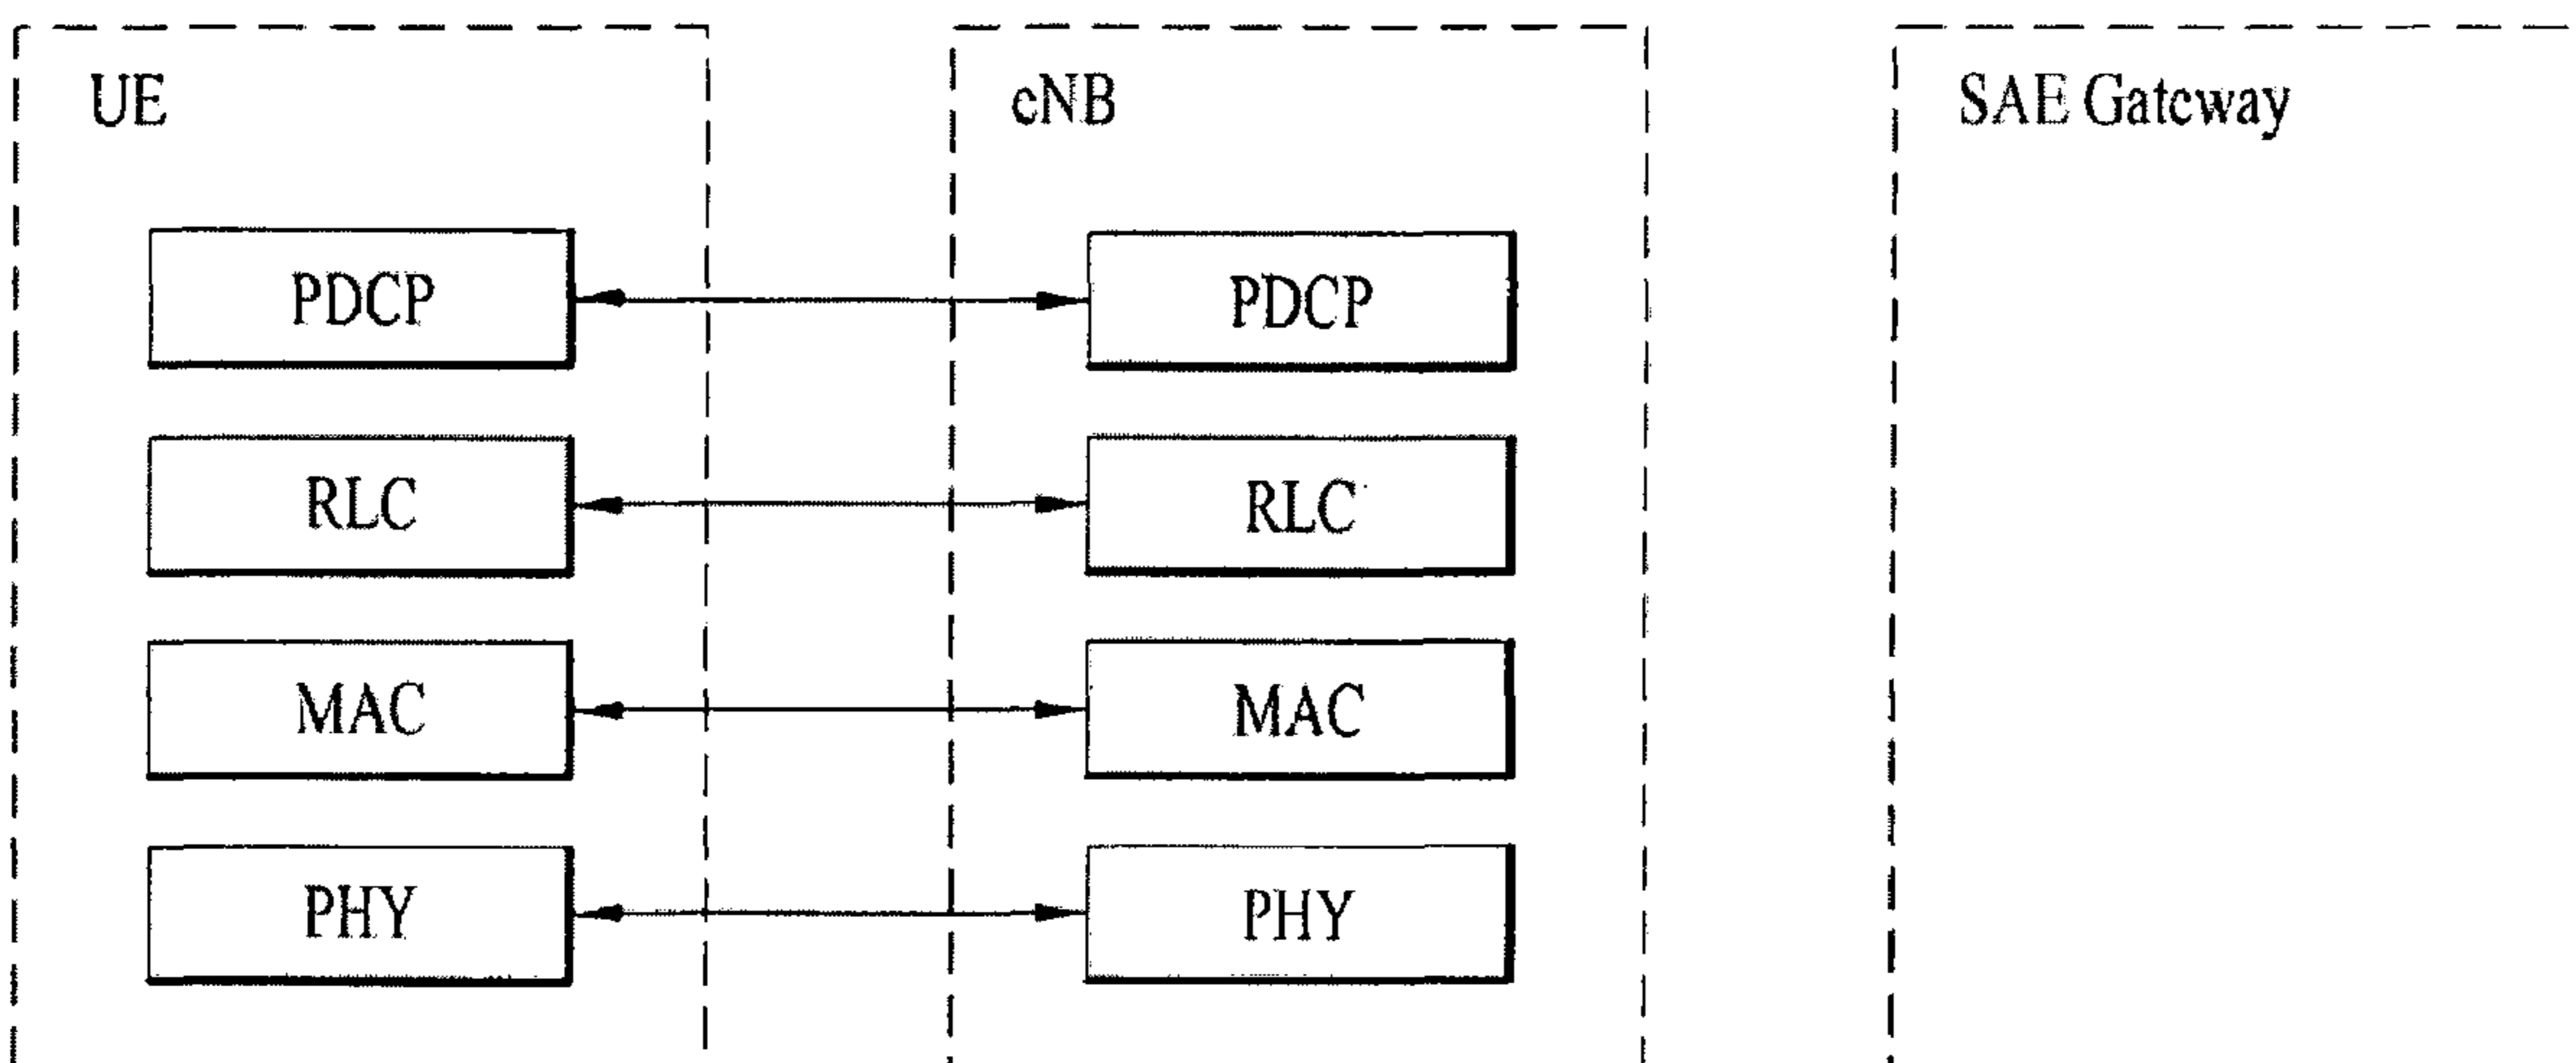 UE
eNB
SAE Gateway
PDCP
PDCP
RLC
RLC
MAC
MAC
PHY
PHY